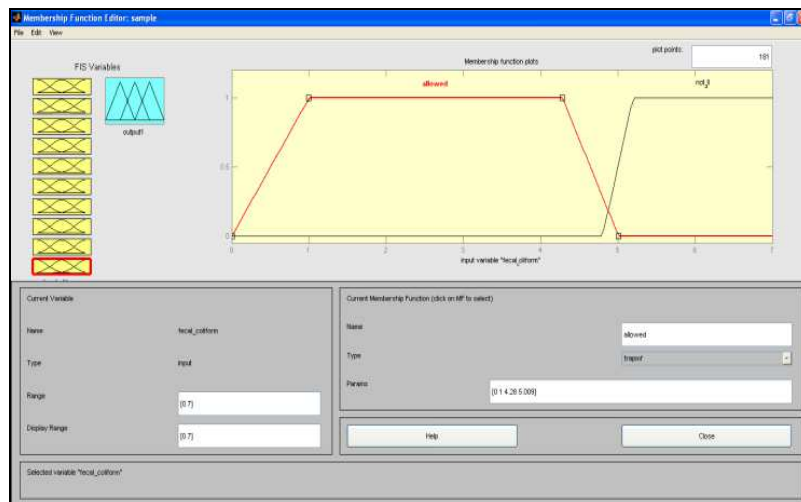 Membership Function Editor: sample
File Edit View
FIS Variables
output1
Membership function plots
plot points:
181
allowed
1
0.5
0
0 1 2 3 4 5 6 7
input variable "fecal_coliform"
Current Variable
Name fecal_coliform
Type input
Range [0 7]
Display Range [0 7]
Current Membership Function (click on MF to select)
Name allowed
Type trapmf
Params [0 1 4.28 5.009]
Help Close
Selected variable "fecal_coliform"